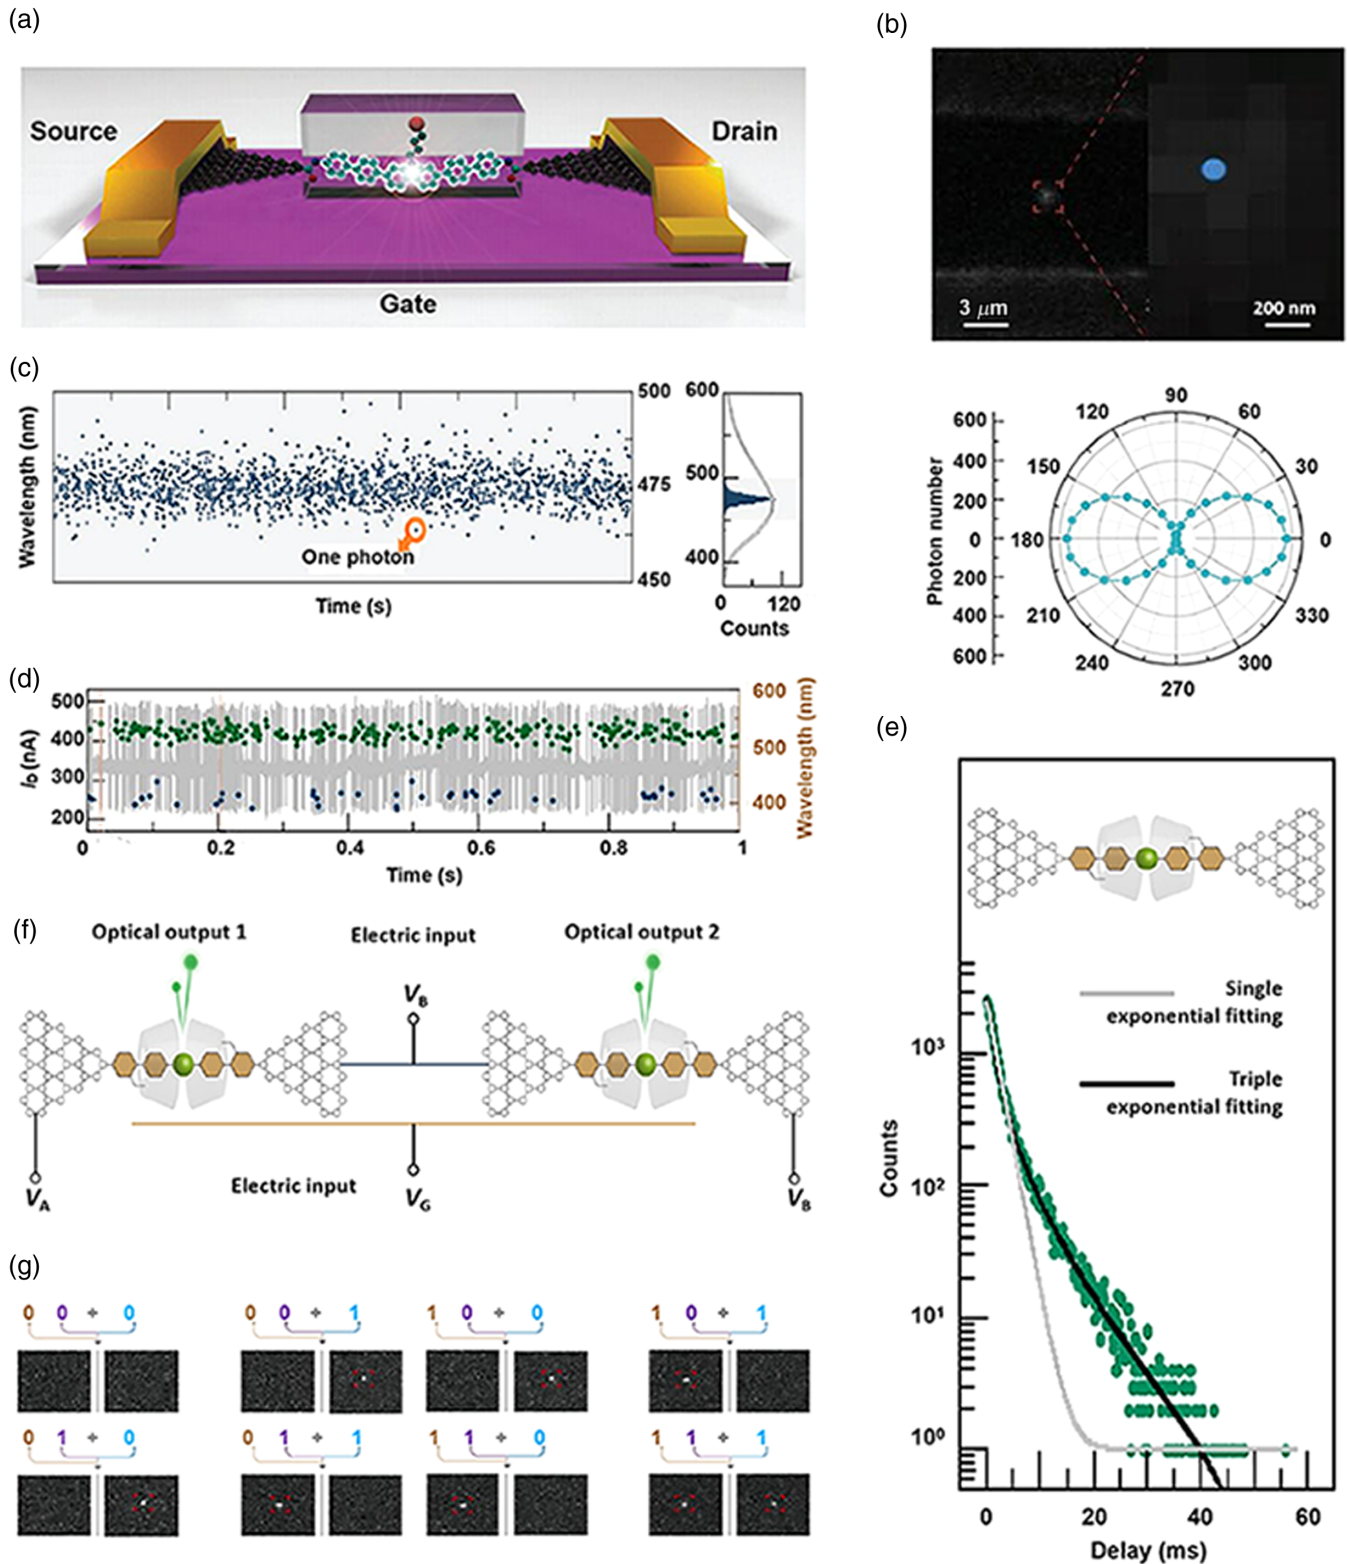 (a)
Source
Drain
Gate
(b)
3 μm
200 nm
(c)
Wavelength (nm)
500
475
450
One photon
Time (s)
600
500
400
0 120
Counts
90
120 60
150 30
180 0
210 330
240 300
270
Photon number
600
400
200
0
200
400
600
(d)
500
400
300
200
I_D (nA)
600
500
400
Wavelength (nm)
0 0.2 0.4 0.6 0.8 1
Time (s)
(e)
Single
exponential fitting
Triple
exponential fitting
10³
10²
10¹
10⁰
Counts
0 20 40 60
Delay (ms)
(f)
Optical output 1
Electric input
Optical output 2
V_B
Electric input
V_A
V_G
V_B
(g)
0 0 + 0
0 0 + 1
1 0 + 0
1 0 + 1
0 1 + 0
0 1 + 1
1 1 + 0
1 1 + 1